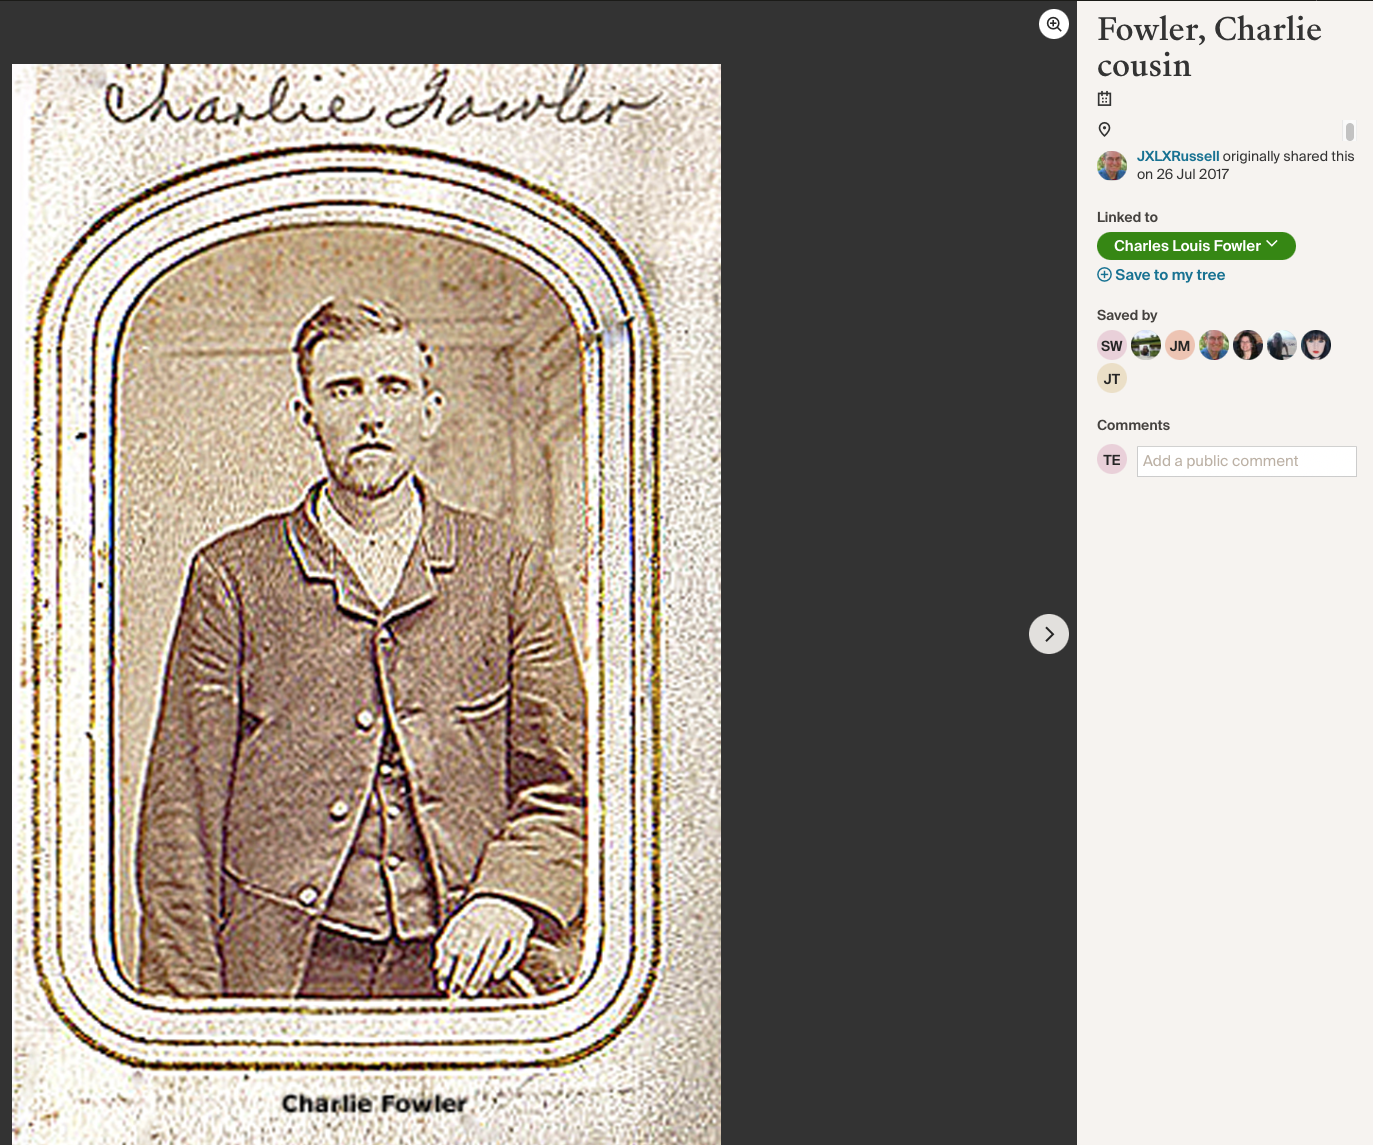 Charlie Fowler
Charlie Fowler
Fowler, Charlie
cousin
JXLXRussell originally shared this
on 26 Jul 2017
Linked to
Charles Louis Fowler
Save to my tree
Saved by
SW JM
JT
Comments
TE Add a public comment